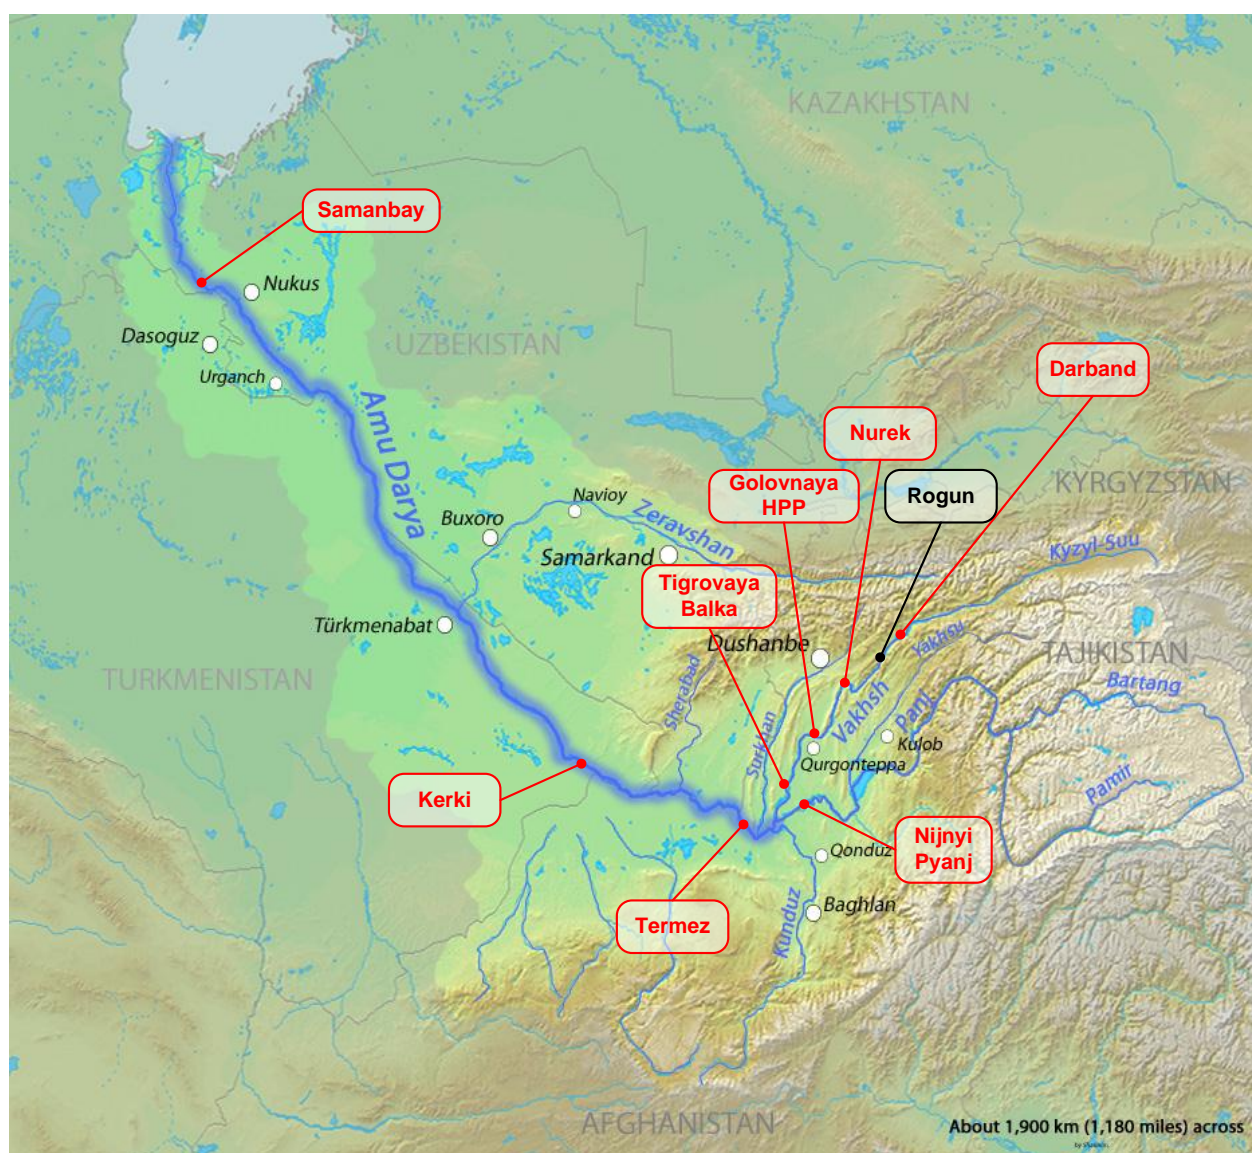 KAZAKHSTAN
Samanbay
Nukus
Dasoguz
UZBEKISTAN
Urganch
Darband
Amu Darya
Nurek
Golovnaya
HPP
Rogun
KYRGYZSTAN
Navioy
Buxoro
Zeravshan
Kyzyl-Suu
Samarkand
Tigrovaya
Balka
Türkmenabat
Dushanbe
Yakhsu
TAJIKISTAN
TURKMENISTAN
Sherabad
Bartang
Vakhsh
Panj
Surkhan
Kulob
Qurgonteppa
Pamir
Kerki
Nijnyi
Pyanj
Qonduz
Termez
Kunduz
Baghlan
AFGHANISTAN
About 1,900 km (1,180 miles) across